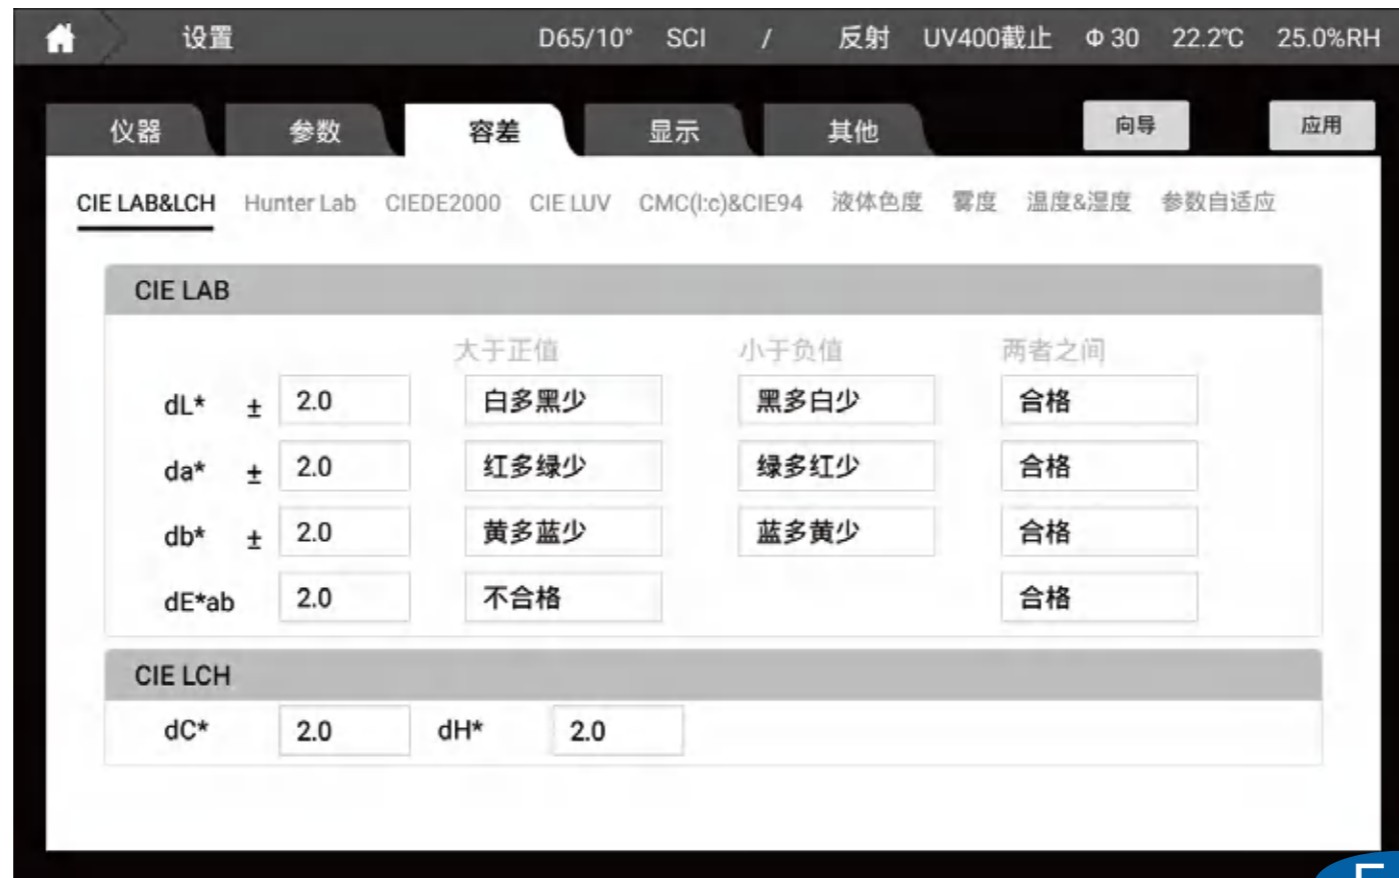 设置 D65/10° SCI / 反射 UV400截止 Φ 30 22.2℃ 25.0%RH
仪器 参数 容差 显示 其他 向导 应用
CIE LAB&LCH Hunter Lab CIEDE2000 CIE LUV CMC(l:c)&CIE94 液体色度 雾度 温度&湿度 参数自适应
CIE LAB
大于正值 小于负值 两者之间
dL* ± 2.0 白多黑少 黑多白少 合格
da* ± 2.0 红多绿少 绿多红少 合格
db* ± 2.0 黄多蓝少 蓝多黄少 合格
dE*ab 2.0 不合格 合格
CIE LCH
dC* 2.0 dH* 2.0